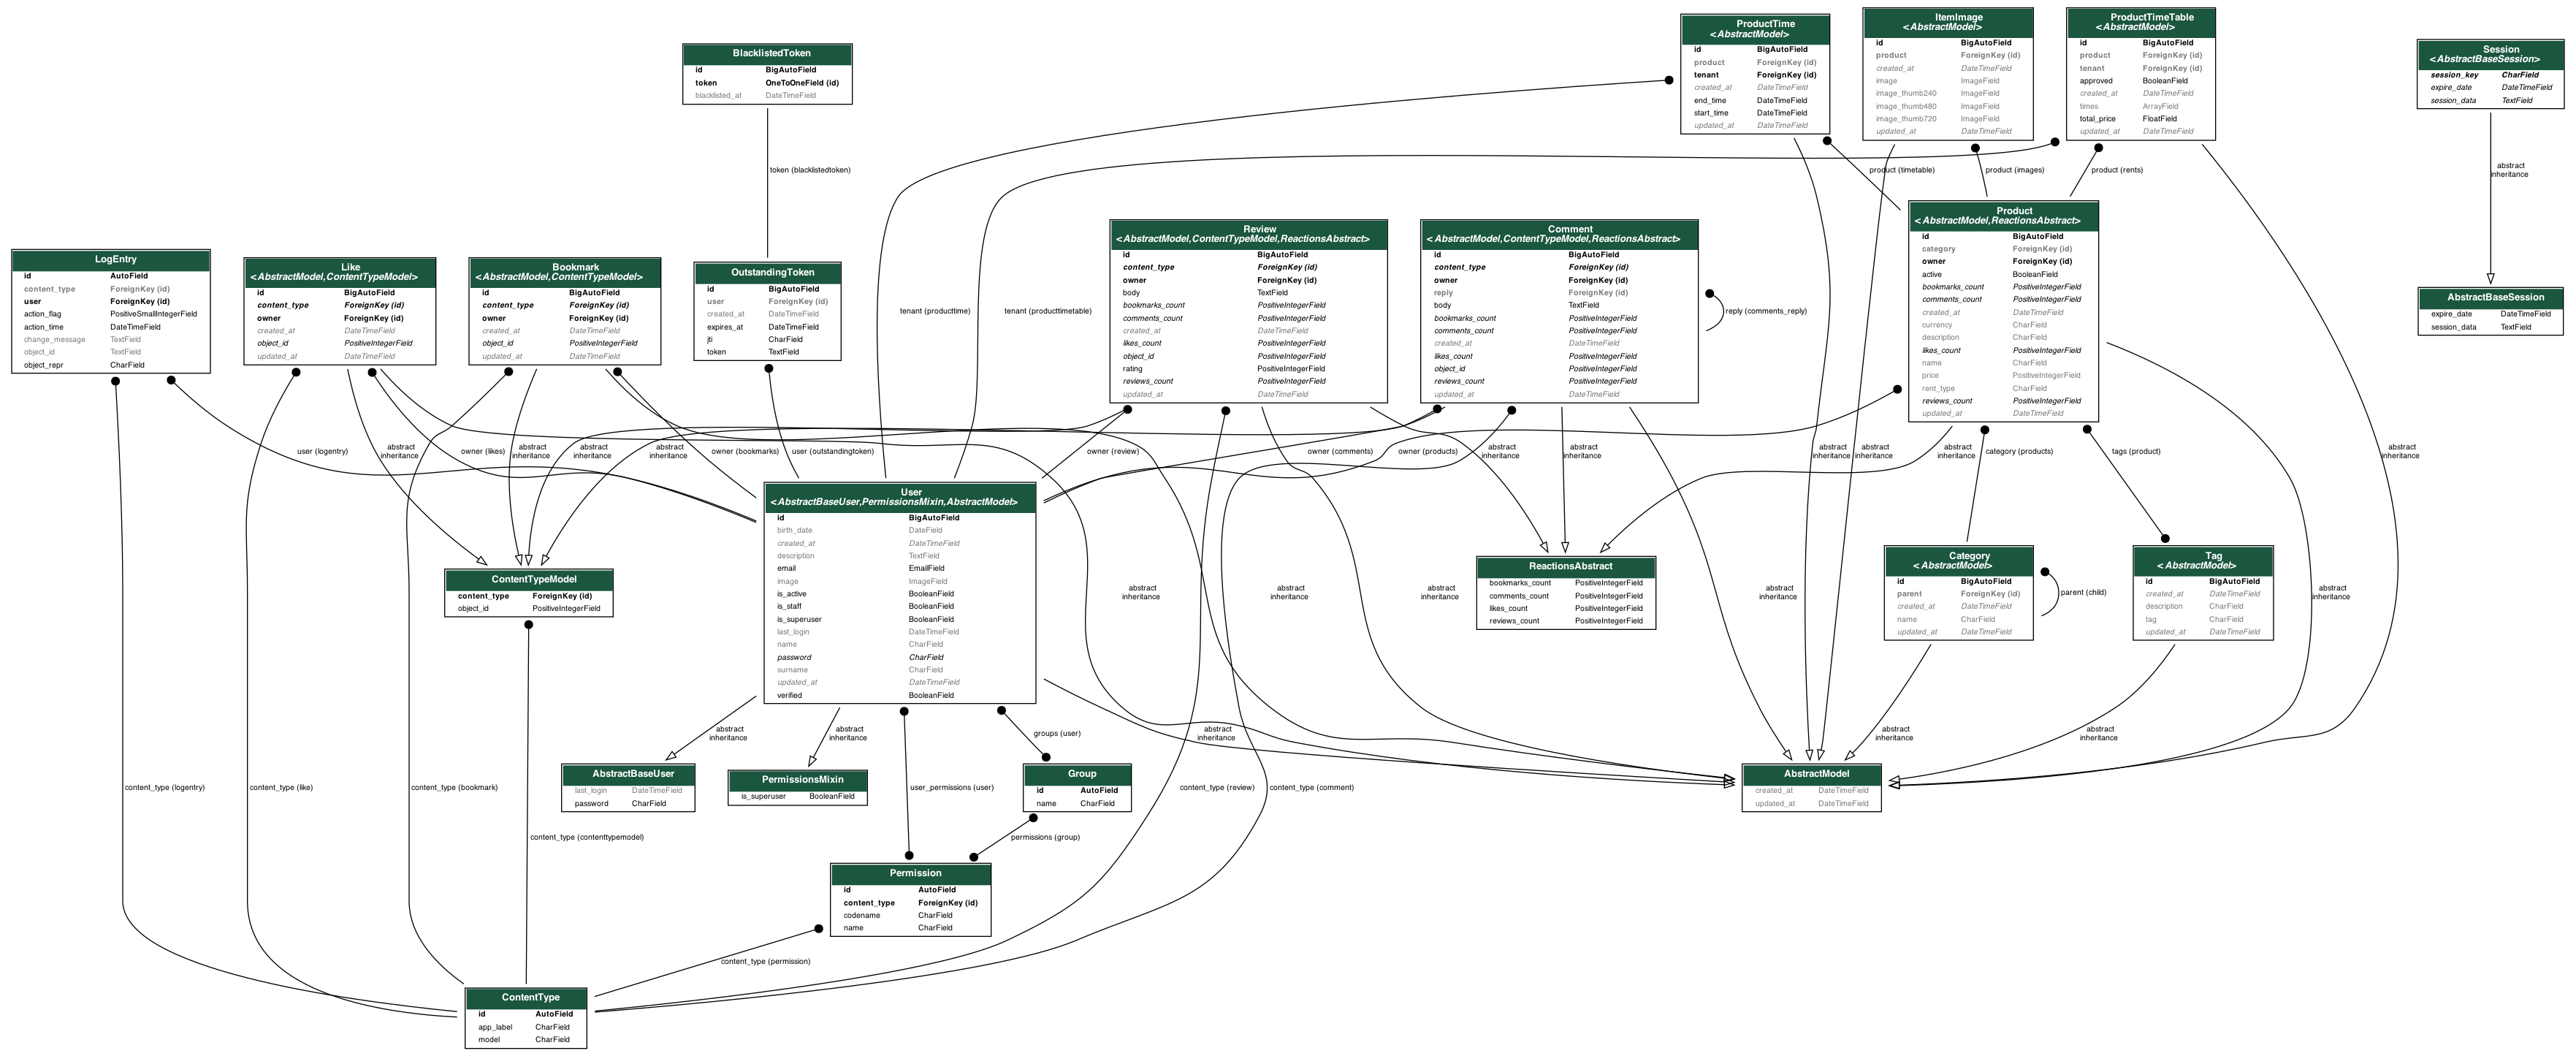 BlacklistedToken
id BigAutoField
token OneToOneField (id)
blacklisted_at DateTimeField
ProductTime
<AbstractModel>
id BigAutoField
product ForeignKey (id)
tenant ForeignKey (id)
created_at DateTimeField
end_time DateTimeField
start_time DateTimeField
updated_at DateTimeField
ItemImage
<AbstractModel>
id BigAutoField
product ForeignKey (id)
created_at DateTimeField
image ImageField
image_thumb240 ImageField
image_thumb480 ImageField
image_thumb720 ImageField
updated_at DateTimeField
ProductTimeTable
<AbstractModel>
id BigAutoField
product ForeignKey (id)
tenant ForeignKey (id)
approved BooleanField
created_at DateTimeField
times ArrayField
total_price FloatField
updated_at DateTimeField
Session
<AbstractBaseSession>
session_key CharField
expire_date DateTimeField
session_data TextField
token (blacklistedtoken)
product (timetable)
product (images)
product (rents)
abstract
inheritance
LogEntry
id AutoField
content_type ForeignKey (id)
user ForeignKey (id)
action_flag PositiveSmallIntegerField
action_time DateTimeField
change_message TextField
object_id TextField
object_repr CharField
Like
<AbstractModel,ContentTypeModel>
id BigAutoField
content_type ForeignKey (id)
owner ForeignKey (id)
created_at DateTimeField
object_id PositiveIntegerField
updated_at DateTimeField
Bookmark
<AbstractModel,ContentTypeModel>
id BigAutoField
content_type ForeignKey (id)
owner ForeignKey (id)
created_at DateTimeField
object_id PositiveIntegerField
updated_at DateTimeField
OutstandingToken
id BigAutoField
user ForeignKey (id)
created_at DateTimeField
expires_at DateTimeField
jti CharField
token TextField
tenant (producttime)
tenant (producttimetable)
Review
<AbstractModel,ContentTypeModel,ReactionsAbstract>
id BigAutoField
content_type ForeignKey (id)
owner ForeignKey (id)
body TextField
bookmarks_count PositiveIntegerField
comments_count PositiveIntegerField
created_at DateTimeField
likes_count PositiveIntegerField
object_id PositiveIntegerField
rating PositiveIntegerField
reviews_count PositiveIntegerField
updated_at DateTimeField
Comment
<AbstractModel,ContentTypeModel,ReactionsAbstract>
id BigAutoField
content_type ForeignKey (id)
owner ForeignKey (id)
reply ForeignKey (id)
body TextField
bookmarks_count PositiveIntegerField
comments_count PositiveIntegerField
created_at DateTimeField
likes_count PositiveIntegerField
object_id PositiveIntegerField
reviews_count PositiveIntegerField
updated_at DateTimeField
reply (comments_reply)
Product
<AbstractModel,ReactionsAbstract>
id BigAutoField
category ForeignKey (id)
owner ForeignKey (id)
active BooleanField
bookmarks_count PositiveIntegerField
comments_count PositiveIntegerField
created_at DateTimeField
currency CharField
description CharField
likes_count PositiveIntegerField
name CharField
price PositiveIntegerField
rent_type CharField
reviews_count PositiveIntegerField
updated_at DateTimeField
AbstractBaseSession
expire_date DateTimeField
session_data TextField
user (logentry)
abstract
inheritance
owner (likes)
abstract
inheritance
abstract
inheritance
abstract
inheritance
owner (bookmarks)
user (outstandingtoken)
owner (review)
owner (comments)
owner (products)
abstract
inheritance
abstract
inheritance
abstract
inheritance
abstract
inheritance
abstract
inheritance
category (products)
tags (product)
abstract
inheritance
User
<AbstractBaseUser,PermissionsMixin,AbstractModel>
id BigAutoField
birth_date DateField
created_at DateTimeField
description TextField
email EmailField
image ImageField
is_active BooleanField
is_staff BooleanField
is_superuser BooleanField
last_login DateTimeField
name CharField
password CharField
surname CharField
updated_at DateTimeField
verified BooleanField
ContentTypeModel
content_type ForeignKey (id)
object_id PositiveIntegerField
abstract
inheritance
abstract
inheritance
abstract
inheritance
ReactionsAbstract
bookmarks_count PositiveIntegerField
comments_count PositiveIntegerField
likes_count PositiveIntegerField
reviews_count PositiveIntegerField
abstract
inheritance
Category
<AbstractModel>
id BigAutoField
parent ForeignKey (id)
created_at DateTimeField
name CharField
updated_at DateTimeField
parent (child)
Tag
<AbstractModel>
id BigAutoField
created_at DateTimeField
description CharField
tag CharField
updated_at DateTimeField
abstract
inheritance
abstract
inheritance
abstract
inheritance
groups (user)
abstract
inheritance
abstract
inheritance
abstract
inheritance
AbstractBaseUser
last_login DateTimeField
password CharField
PermissionsMixin
is_superuser BooleanField
Group
id AutoField
name CharField
AbstractModel
created_at DateTimeField
updated_at DateTimeField
content_type (logentry)
content_type (like)
content_type (bookmark)
user_permissions (user)
content_type (review)
content_type (comment)
content_type (contenttypemodel)
permissions (group)
Permission
id AutoField
content_type ForeignKey (id)
codename CharField
name CharField
content_type (permission)
ContentType
id AutoField
app_label CharField
model CharField